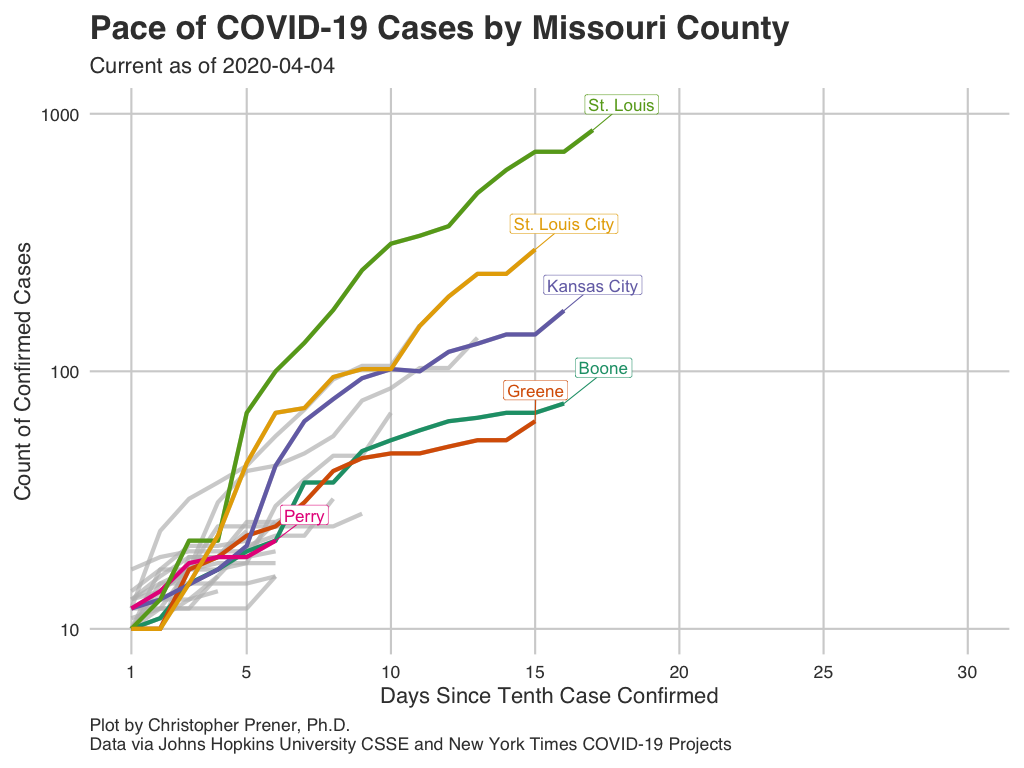 Pace of COVID-19 Cases by Missouri County
Current as of 2020-04-04
Count of Confirmed Cases
1000
100
10
St. Louis
St. Louis City
Kansas City
Boone
Greene
Perry
1 5 10 15 20 25 30
Days Since Tenth Case Confirmed
Plot by Christopher Prener, Ph.D.
Data via Johns Hopkins University CSSE and New York Times COVID-19 Projects